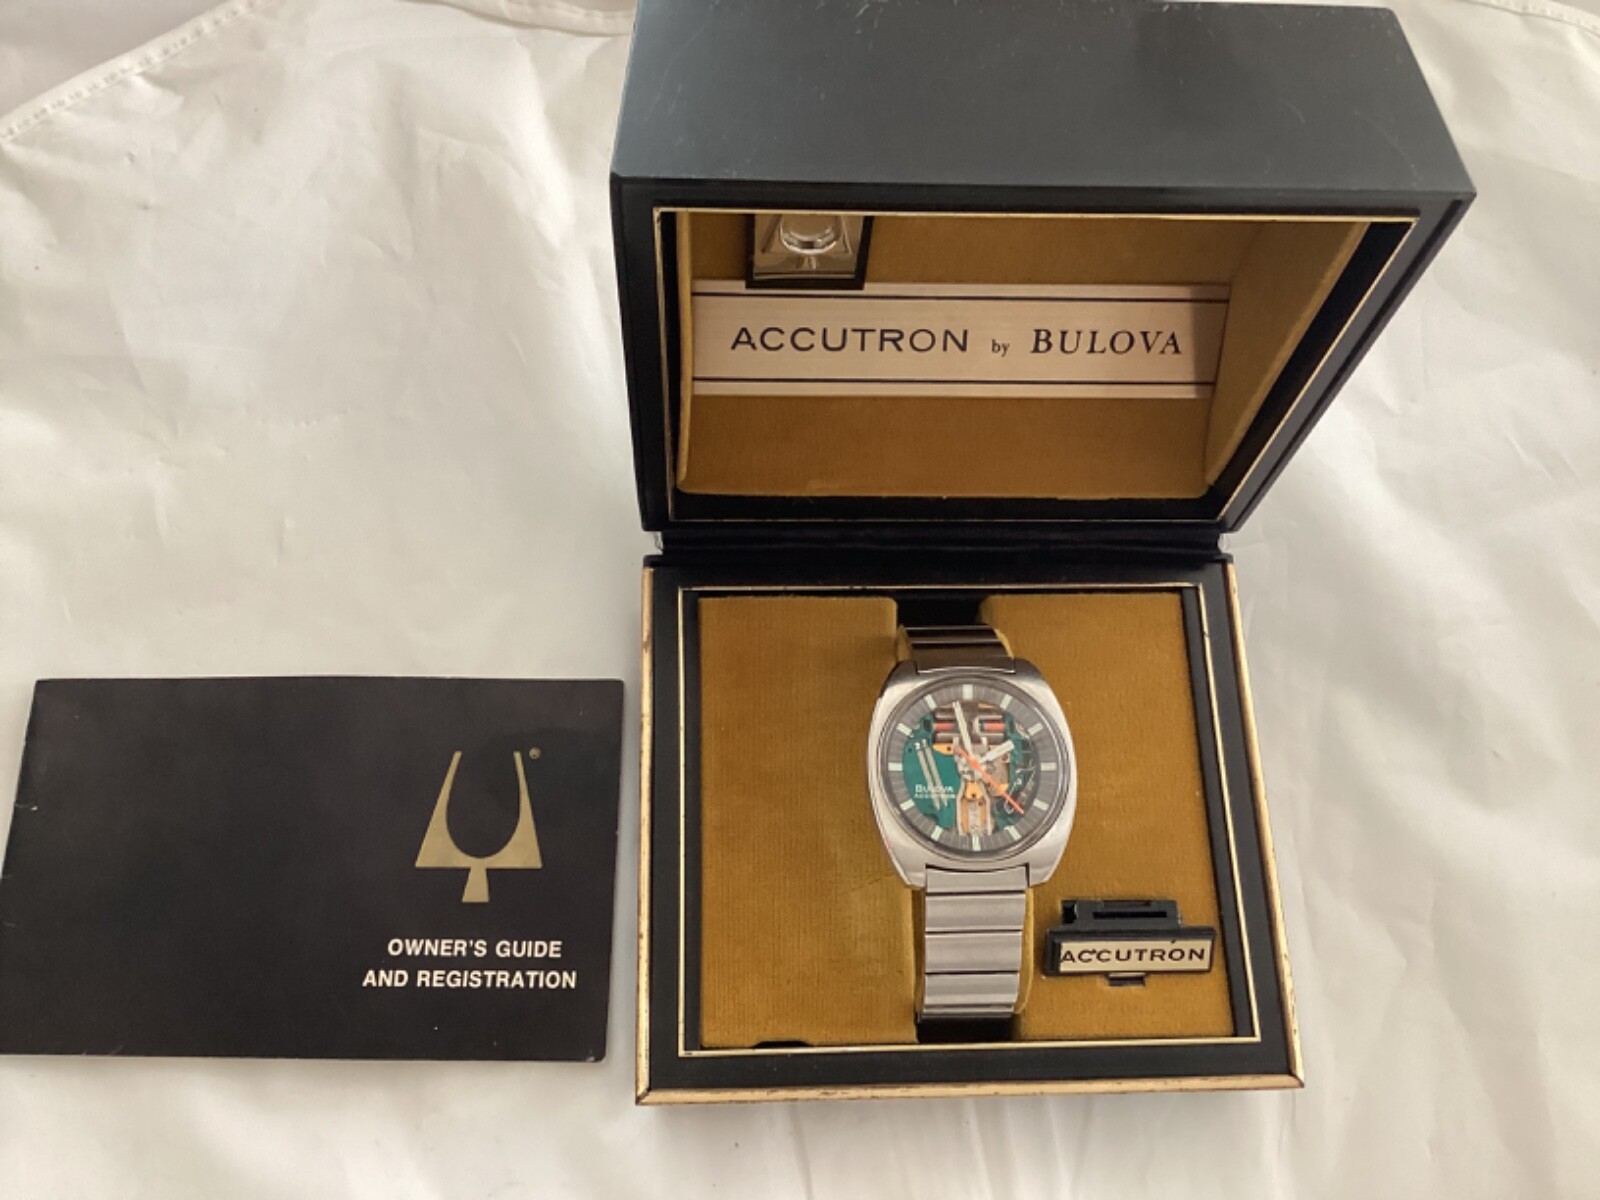 ACCUTRON by BULOVA
BULOVA
ACCUTRON
ACCUTRON
®
OWNER'S GUIDE
AND REGISTRATION